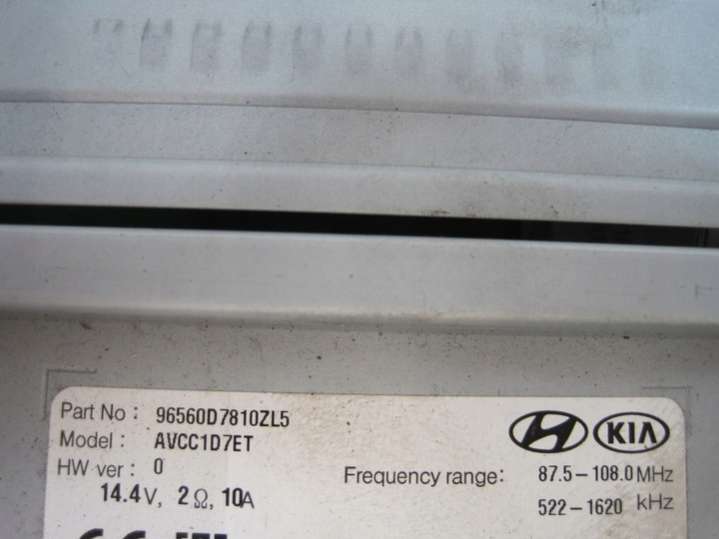 Part No : 96560D7810ZL5
Model : AVCC1D7ET
HW ver : 0
14.4V, 2Ω, 10A
KIA
Frequency range: 87.5-108.0 MHz
522-1620 kHz